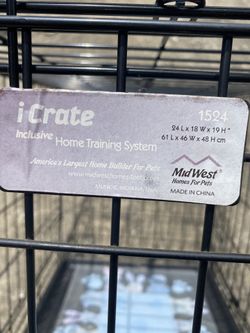 iCrate
1524
Inclusive Home Training System
24 L x 18 W x 19 H "
61 L x 46 W x 48 H cm
America's Largest Home Builder For Pets
MidWest
Homes For Pets
MADE IN CHINA